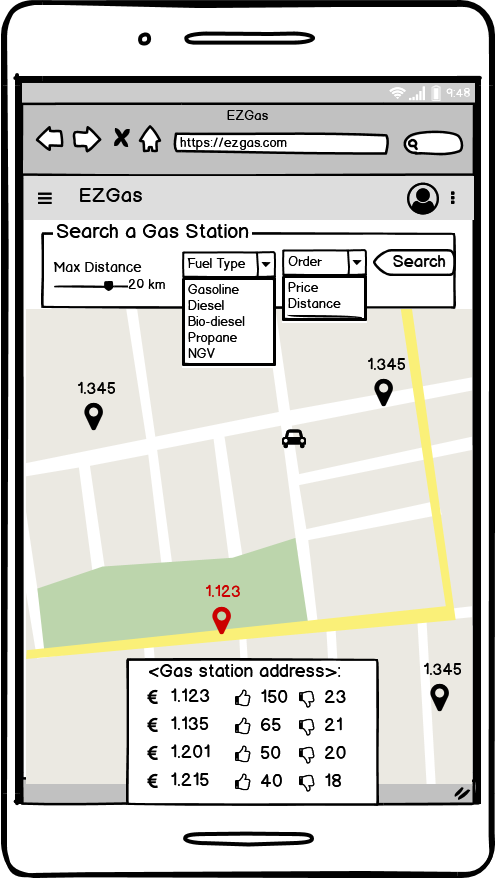 9:48
EZGas
https://ezgas.com
EZGas
Search a Gas Station
Max Distance
20 km
Fuel Type
Gasoline
Diesel
Bio-diesel
Propane
NGV
Order
Price
Distance
Search
1.345
1.345
1.123
1.345
<Gas station address>:
€ 1.123 150 23
€ 1.135 65 21
€ 1.201 50 20
€ 1.215 40 18